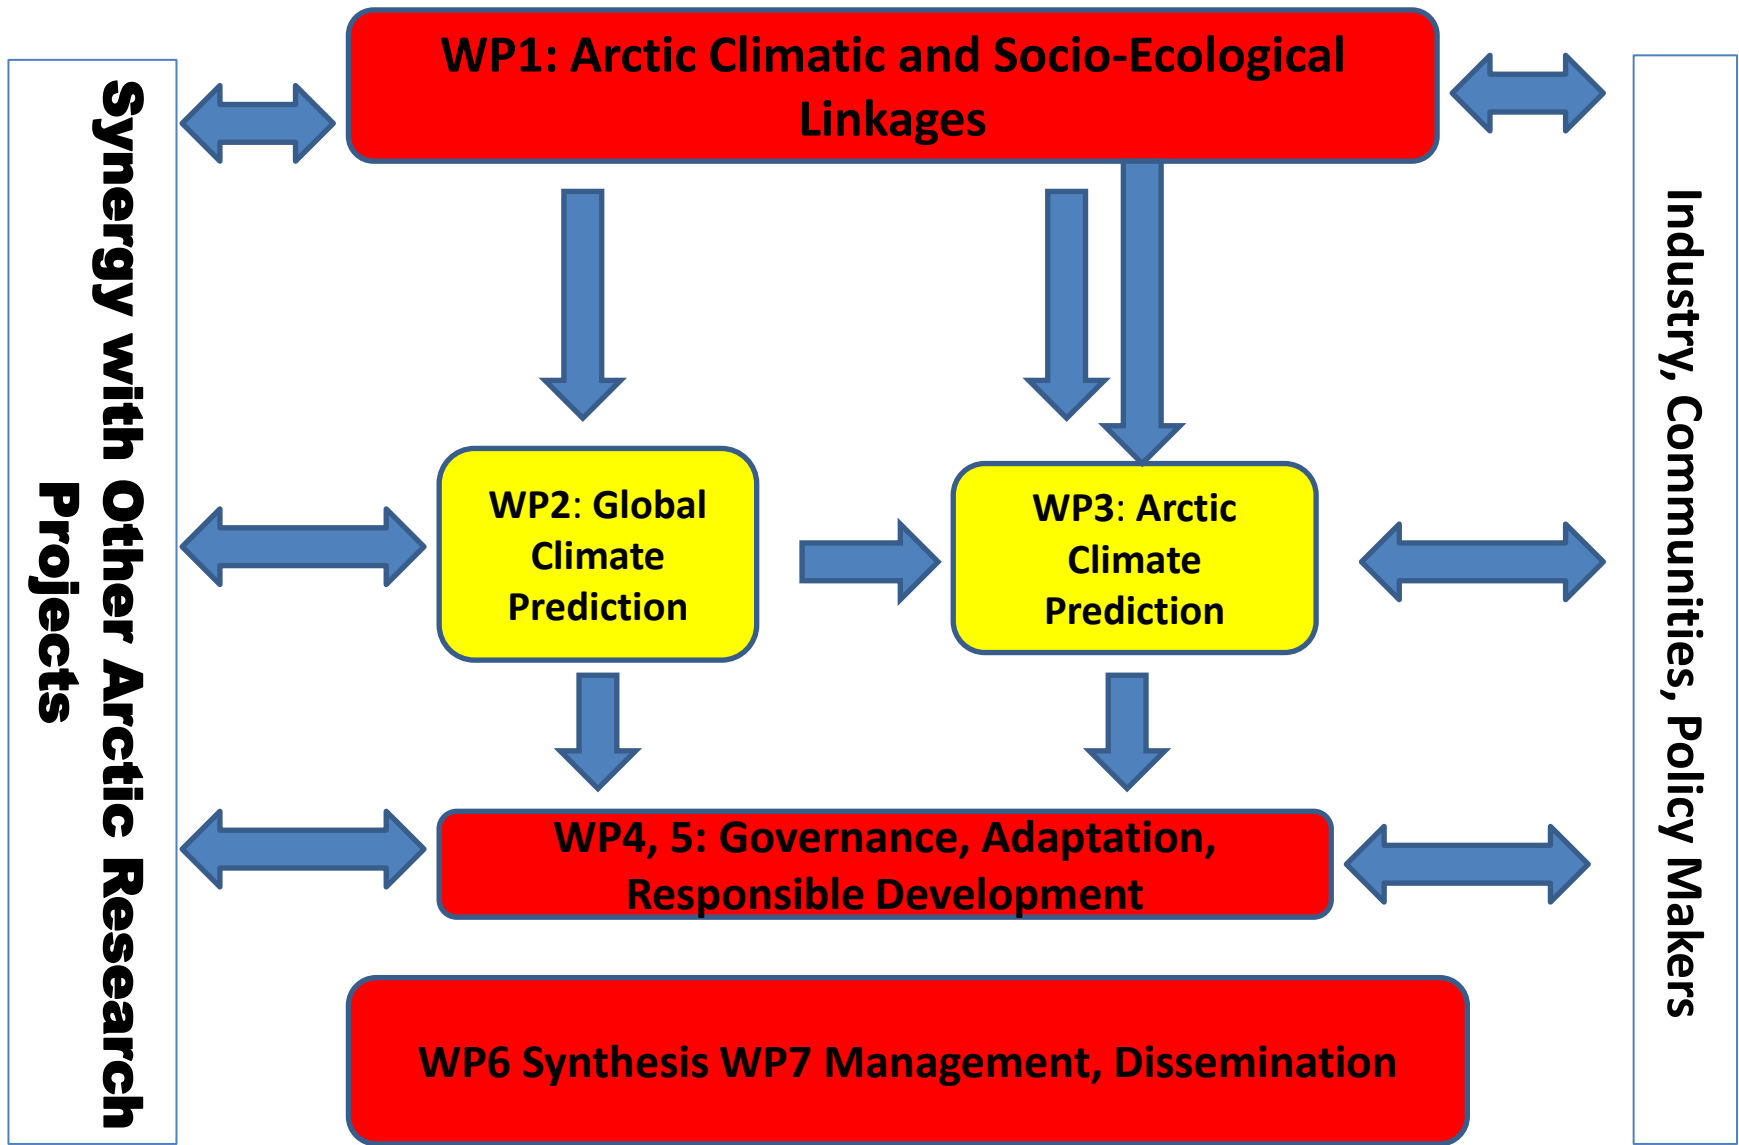 WP1: Arctic Climatic and Socio-Ecological
Linkages
Synergy with Other Arctic Research
Projects
Industry, Communities, Policy Makers
WP2: Global
Climate
Prediction
WP3: Arctic
Climate
Prediction
WP4, 5: Governance, Adaptation,
Responsible Development
WP6 Synthesis WP7 Management, Dissemination